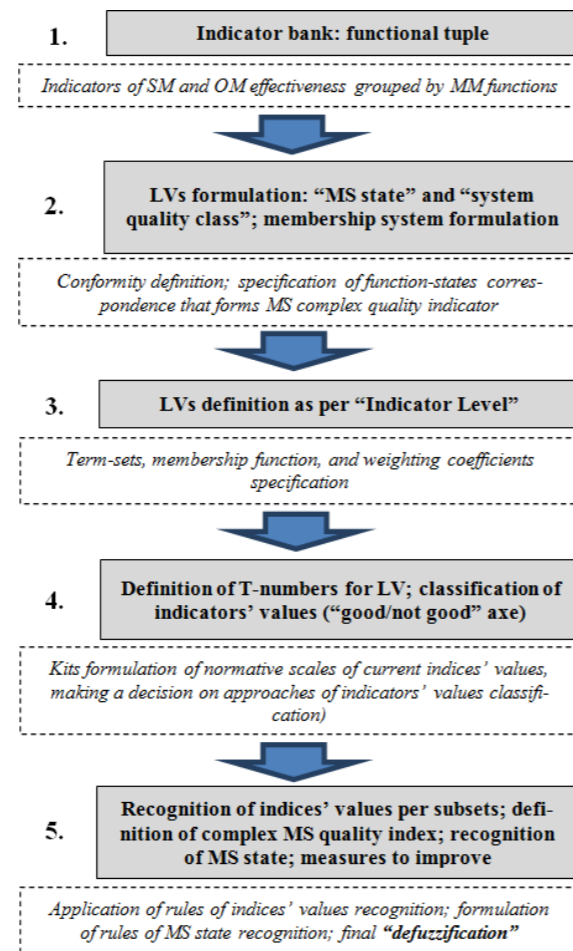 1.
Indicator bank: functional tuple
Indicators of SM and OM effectiveness grouped by MM functions
2.
LVs formulation: “MS state” and “system
quality class”; membership system formulation
Conformity definition; specification of function-states corres-
pondence that forms MS complex quality indicator
3.
LVs definition as per “Indicator Level”
Term-sets, membership function, and weighting coefficients
specification
4.
Definition of T-numbers for LV; classification of
indicators’ values (“good/not good” axe)
Kits formulation of normative scales of current indices’ values,
making a decision on approaches of indicators’ values classifi-
cation)
5.
Recognition of indices’ values per subsets; defi-
nition of complex MS quality index; recognition
of MS state; measures to improve
Application of rules of indices’ values recognition; formulation
of rules of MS state recognition; final “defuzzification”